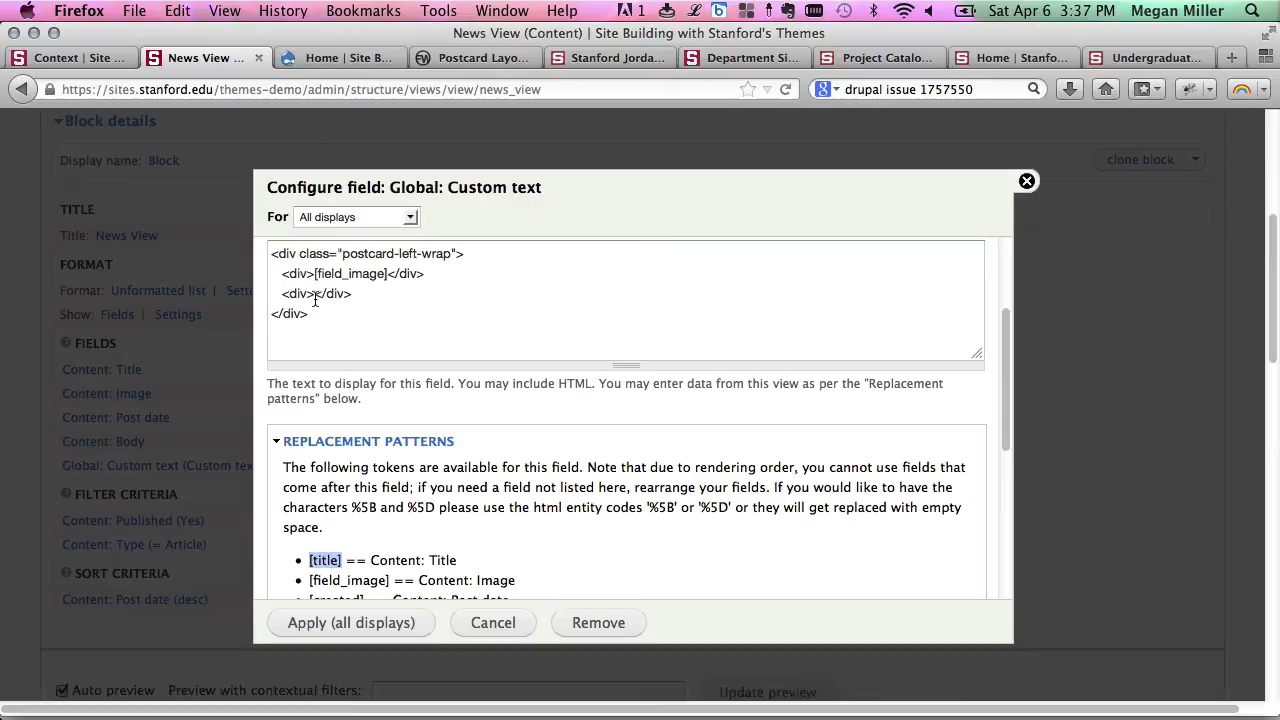 Firefox File Edit View History Bookmarks Tools Window Help 1 Sat Apr 6 3:37 PM Megan Miller
News View (Content) | Site Building with Stanford's Themes
Context | Site ... News View ... Home | Site B... Postcard Layo... Stanford Jorda... Department Si... Project Catalo... Home | Stanfo... Undergraduat...
https://sites.stanford.edu/themes-demo/admin/structure/views/view/news_view drupal issue 1757550
Block details
Display name: Block clone block
TITLE
Title: News View
FORMAT
Format: Unformatted list | Setti
Show: Fields | Settings
FIELDS
Content: Title
Content: Image
Content: Post date
Content: Body
Global: Custom text (Custom tex
FILTER CRITERIA
Content: Published (Yes)
Content: Type (= Article)
SORT CRITERIA
Content: Post date (desc)
Configure field: Global: Custom text
For All displays
<div class="postcard-left-wrap">
<div>[field_image]</div>
<div></div>
</div>
The text to display for this field. You may include HTML. You may enter data from this view as per the "Replacement
patterns" below.
REPLACEMENT PATTERNS
The following tokens are available for this field. Note that due to rendering order, you cannot use fields that
come after this field; if you need a field not listed here, rearrange your fields. If you would like to have the
characters %5B and %5D please use the html entity codes '%5B' or '%5D' or they will get replaced with empty
space.
[title] == Content: Title
[field_image] == Content: Image
[created] == Content: Post date
Apply (all displays) Cancel Remove
Auto preview Preview with contextual filters: Update preview